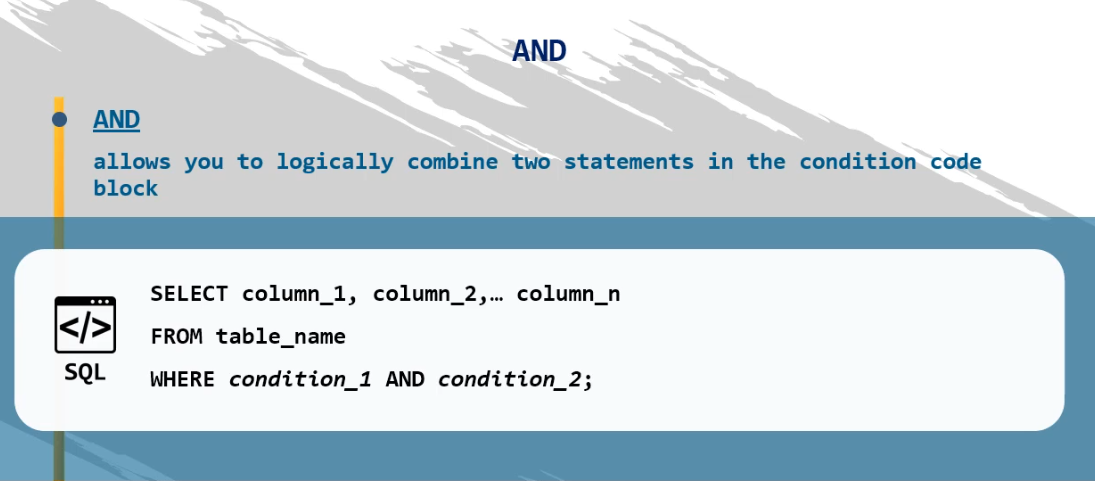 AND
AND
allows you to logically combine two statements in the condition code
block
SELECT column_1, column_2,… column_n
FROM table_name
WHERE condition_1 AND condition_2;
</>
SQL